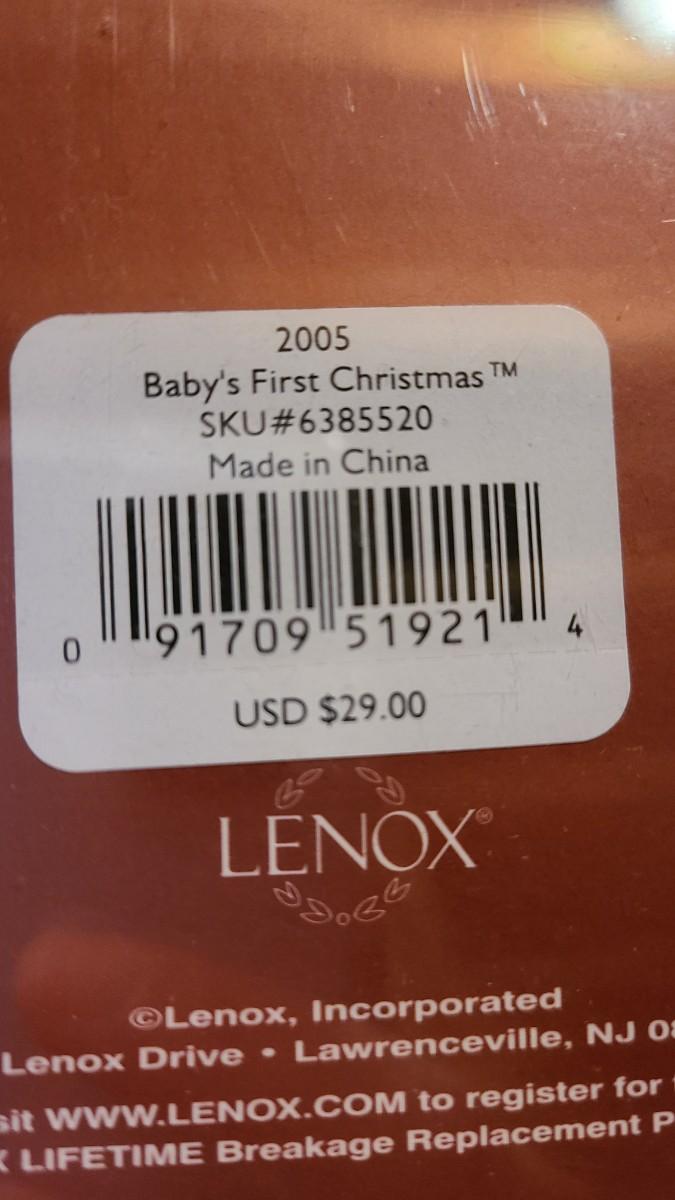 2005
Baby's First Christmas™
SKU#6385520
Made in China
0 91709 51921 4
USD $29.00
LENOX®
©Lenox, Incorporated
Lenox Drive • Lawrenceville, NJ
WWW.LENOX.COM to register for
LIFETIME Breakage Replacement